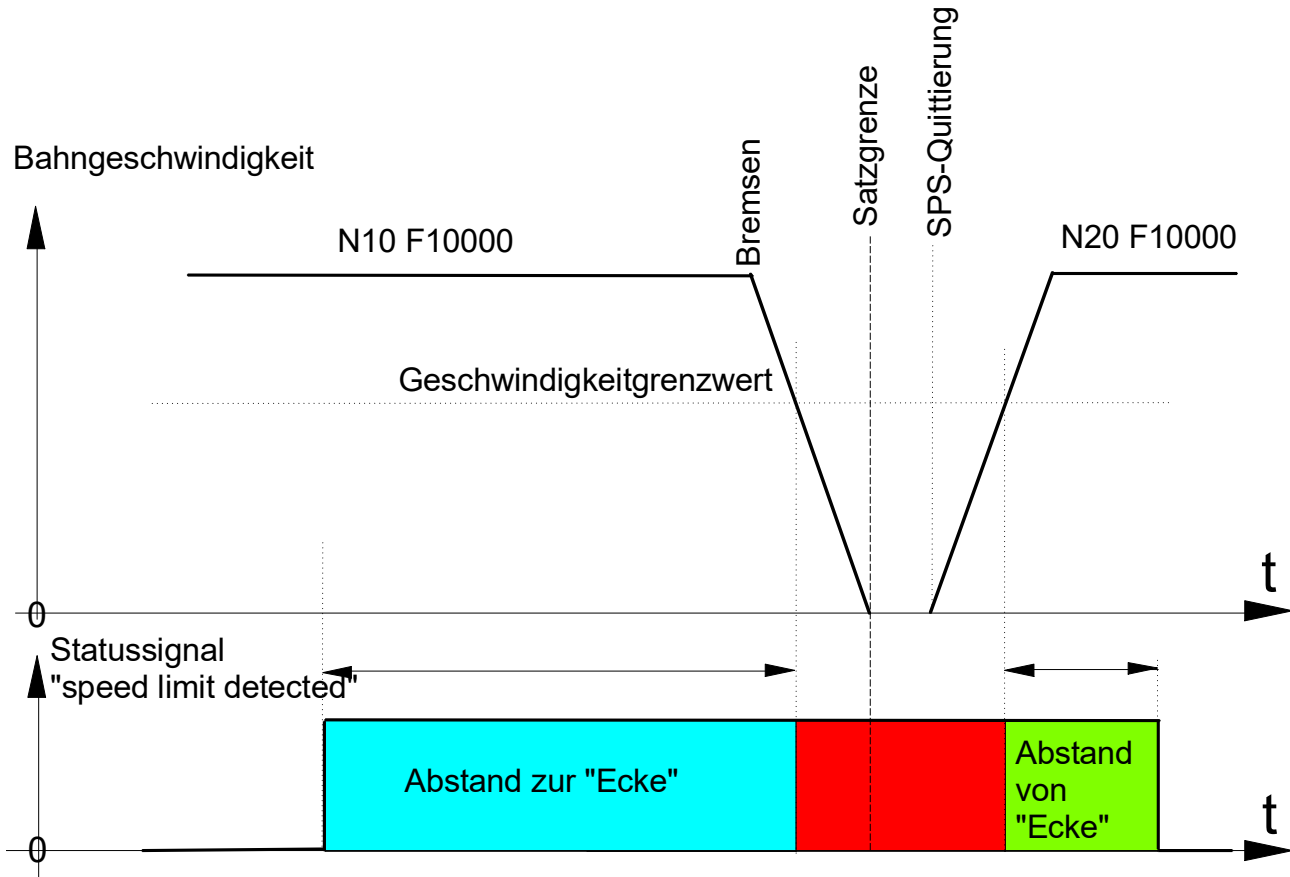 Bahngeschwindigkeit
N10 F10000
Bremsen
Satzgrenze
SPS-Quittierung
N20 F10000
Geschwindigkeitgrenzwert
t
0
Statussignal
"speed limit detected"
Abstand zur "Ecke"
Abstand
von
"Ecke"
t
0